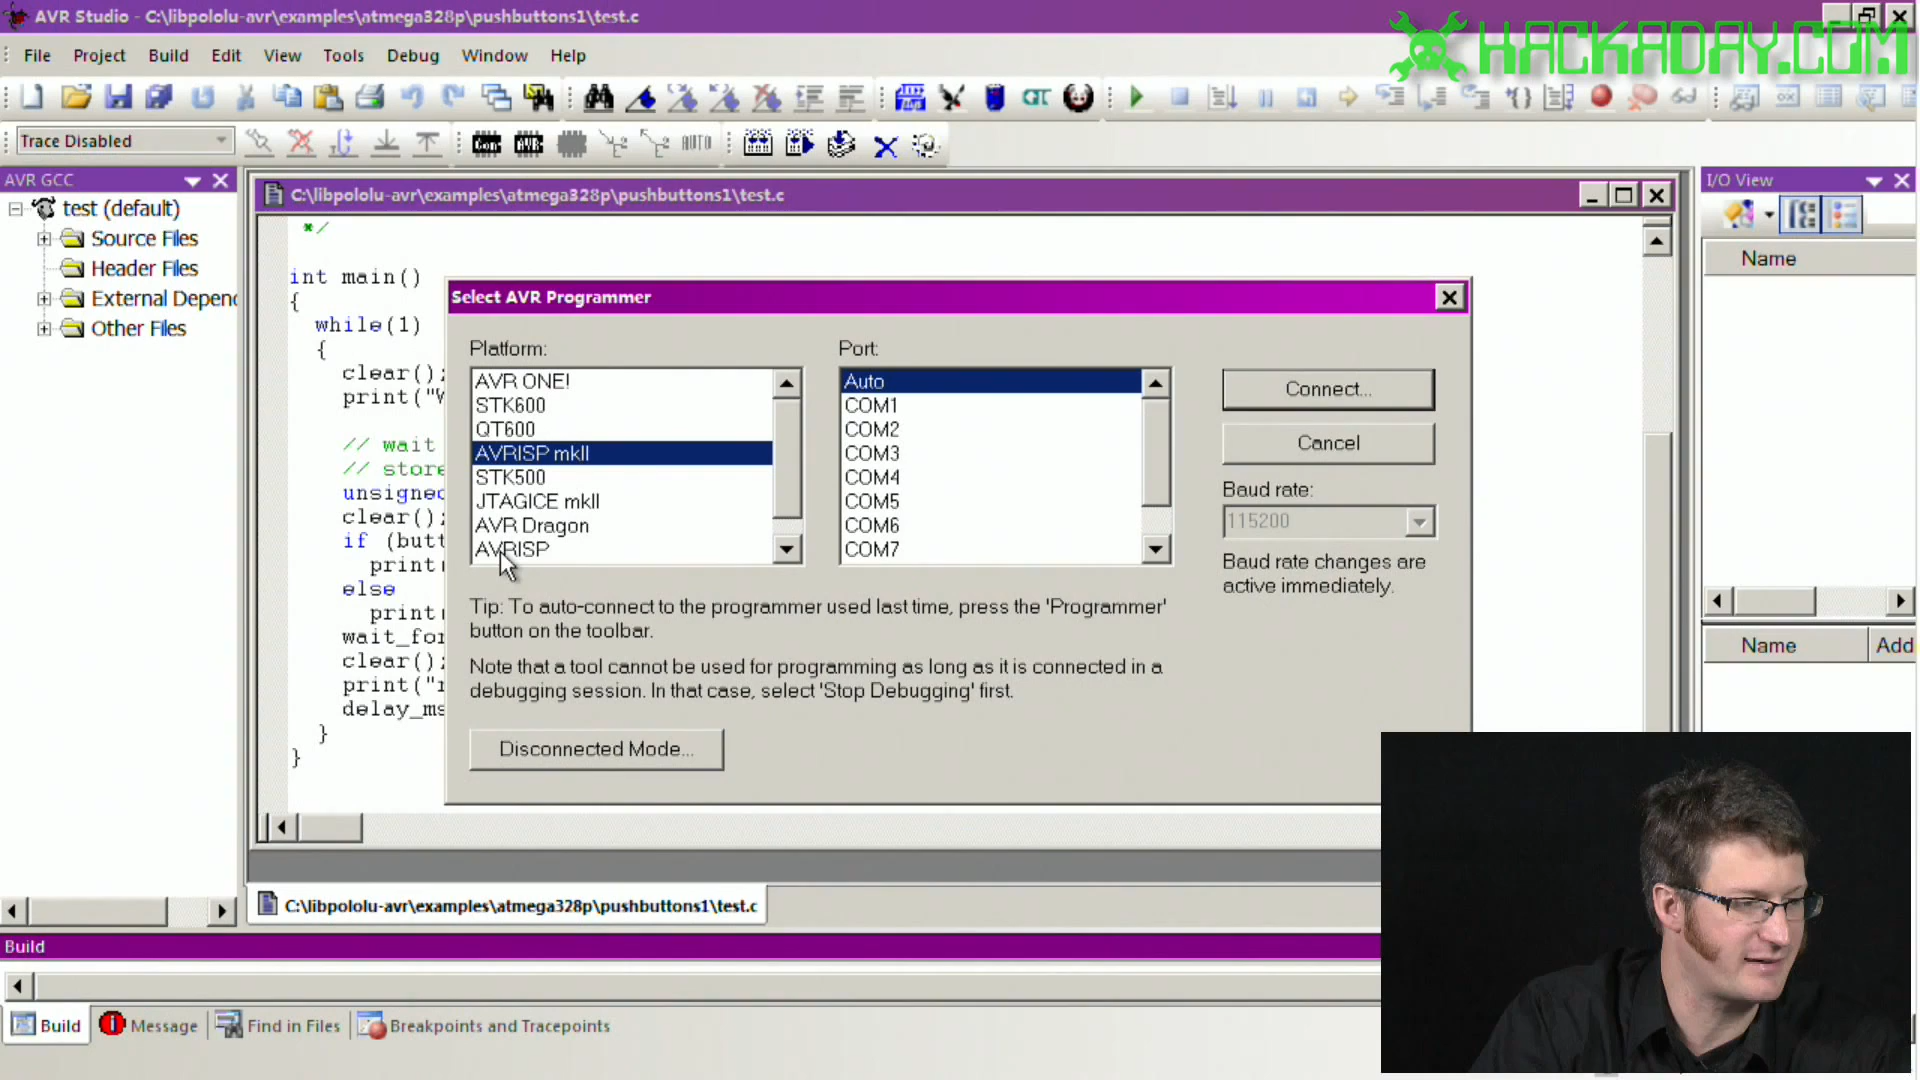 AVR Studio - C:\libpololu-avr\examples\atmega328p\pushbuttons1\test.c
HACKADAY.COM
File Project Build Edit View Tools Debug Window Help
Trace Disabled
AUTO
AVR GCC
test (default)
Source Files
Header Files
External Depen
Other Files
C:\libpololu-avr\examples\atmega328p\pushbuttons1\test.c
*/
int main()
{
while(1)
{
clear();
print("
// wait
// store
unsigned
clear();
if (butt
print
else
print
wait_for
clear();
print("r
delay_ms
}
}
Select AVR Programmer
Platform:
AVR ONE!
STK600
QT600
AVRISP mkII
STK500
JTAGICE mkII
AVR Dragon
AVRISP
Port:
Auto
COM1
COM2
COM3
COM4
COM5
COM6
COM7
Connect...
Cancel
Baud rate:
115200
Baud rate changes are
active immediately.
Tip: To auto-connect to the programmer used last time, press the 'Programmer'
button on the toolbar.
Note that a tool cannot be used for programming as long as it is connected in a
debugging session. In that case, select 'Stop Debugging' first.
Disconnected Mode...
I/O View
Name
Name Add
C:\libpololu-avr\examples\atmega328p\pushbuttons1\test.c
Build
Build Message Find in Files Breakpoints and Tracepoints